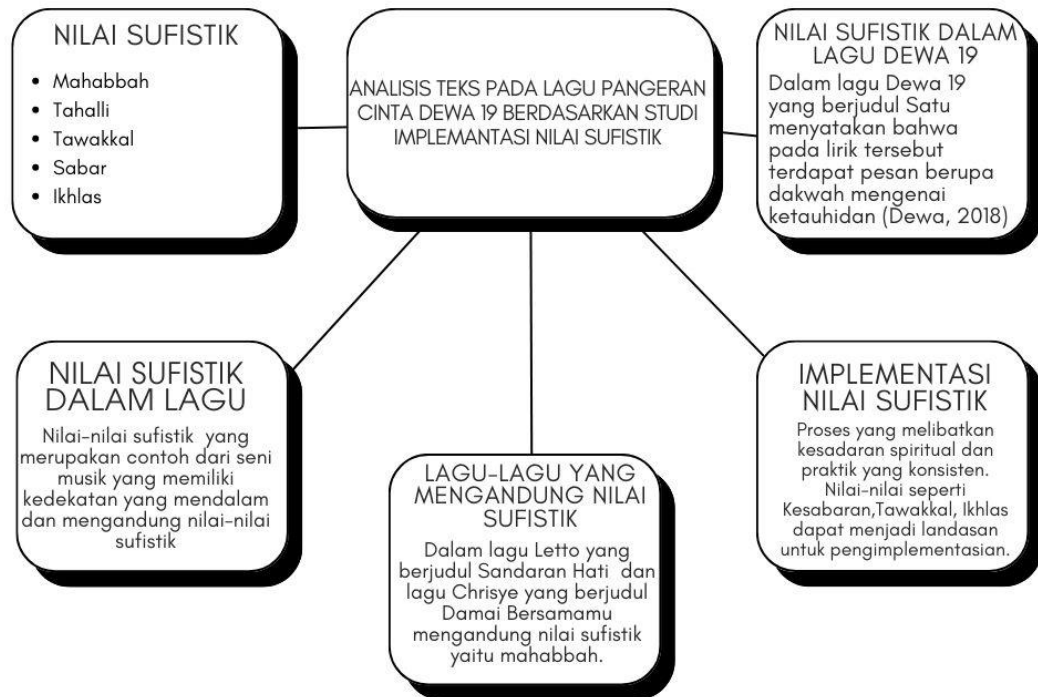 NILAI SUFISTIK
Mahabbah
Tahalli
Tawakkal
Sabar
Ikhlas
ANALISIS TEKS PADA LAGU PANGERAN
CINTA DEWA 19 BERDASARKAN STUDI
IMPLEMANTASI NILAI SUFISTIK
NILAI SUFISTIK DALAM
LAGU DEWA 19
Dalam lagu Dewa 19
yang berjudul Satu
menyatakan bahwa
pada lirik tersebut
terdapat pesan berupa
dakwah mengenai
ketauhidan (Dewa, 2018)
NILAI SUFISTIK
DALAM LAGU
Nilai-nilai sufistik yang
merupakan contoh dari seni
musik yang memiliki
kedekatan yang mendalam
dan mengandung nilai-nilai
sufistik
LAGU-LAGU YANG
MENGANDUNG NILAI
SUFISTIK
Dalam lagu Letto yang
berjudul Sandaran Hati dan
lagu Chrisye yang berjudul
Damai Bersamamu
mengandung nilai sufistik
yaitu mahabbah.
IMPLEMENTASI
NILAI SUFISTIK
Proses yang melibatkan
kesadaran spiritual dan
praktik yang konsisten.
Nilai-nilai seperti
Kesabaran,Tawakkal, Ikhlas
dapat menjadi landasan
untuk pengimplementasian.